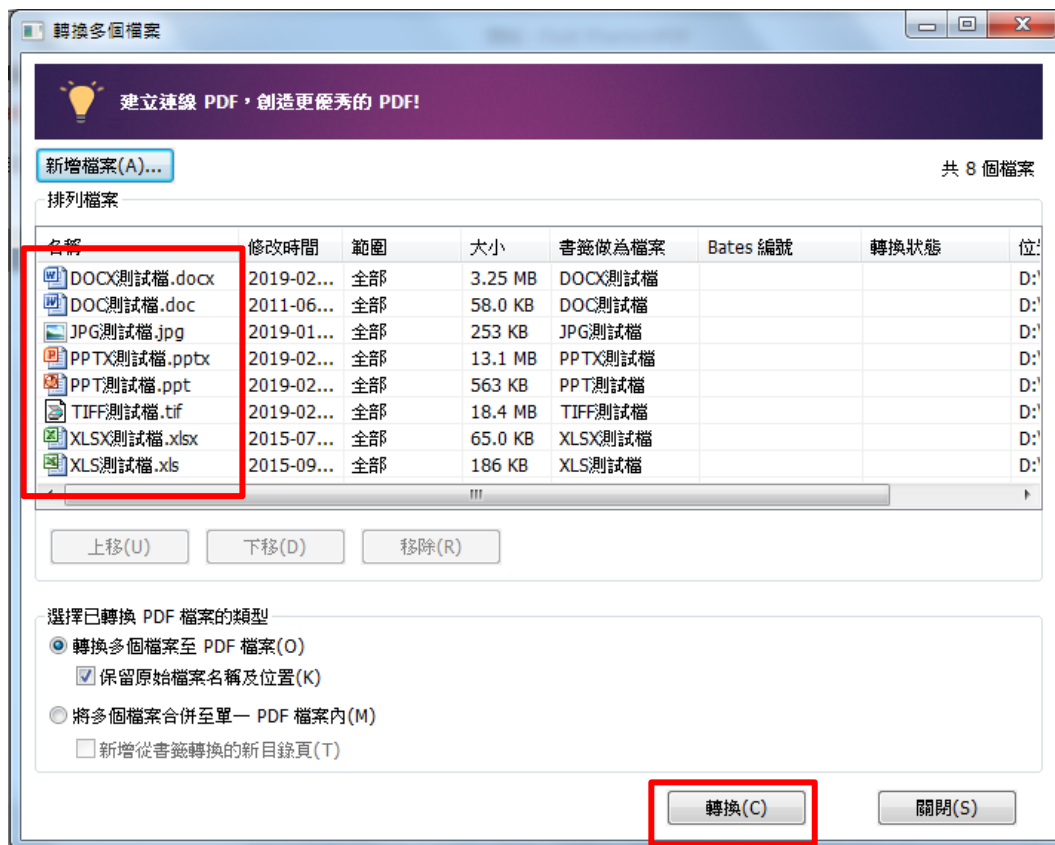 轉換多個檔案
建立連線 PDF，創造更優秀的 PDF!
新增檔案(A)...
共 8 個檔案
排列檔案
名稱 修改時間 範圍 大小 書籤做為檔案 Bates 編號 轉換狀態
DOCX測試檔.docx 2019-02... 全部 3.25 MB DOCX測試檔 D:\
DOC測試檔.doc 2011-06... 全部 58.0 KB DOC測試檔 D:\
JPG測試檔.jpg 2019-01... 全部 253 KB JPG測試檔 D:\
PPTX測試檔.pptx 2019-02... 全部 13.1 MB PPTX測試檔 D:\
PPT測試檔.ppt 2019-02... 全部 563 KB PPT測試檔 D:\
TIFF測試檔.tif 2019-02... 全部 18.4 MB TIFF測試檔 D:\
XLSX測試檔.xlsx 2015-07... 全部 65.0 KB XLSX測試檔 D:\
XLS測試檔.xls 2015-09... 全部 186 KB XLS測試檔 D:\
上移(U) 下移(D) 移除(R)
選擇已轉換 PDF 檔案的類型
轉換多個檔案至 PDF 檔案(O)
保留原始檔案名稱及位置(K)
將多個檔案合併至單一 PDF 檔案內(M)
新增從書籤轉換的新目錄頁(T)
轉換(C) 關閉(S)